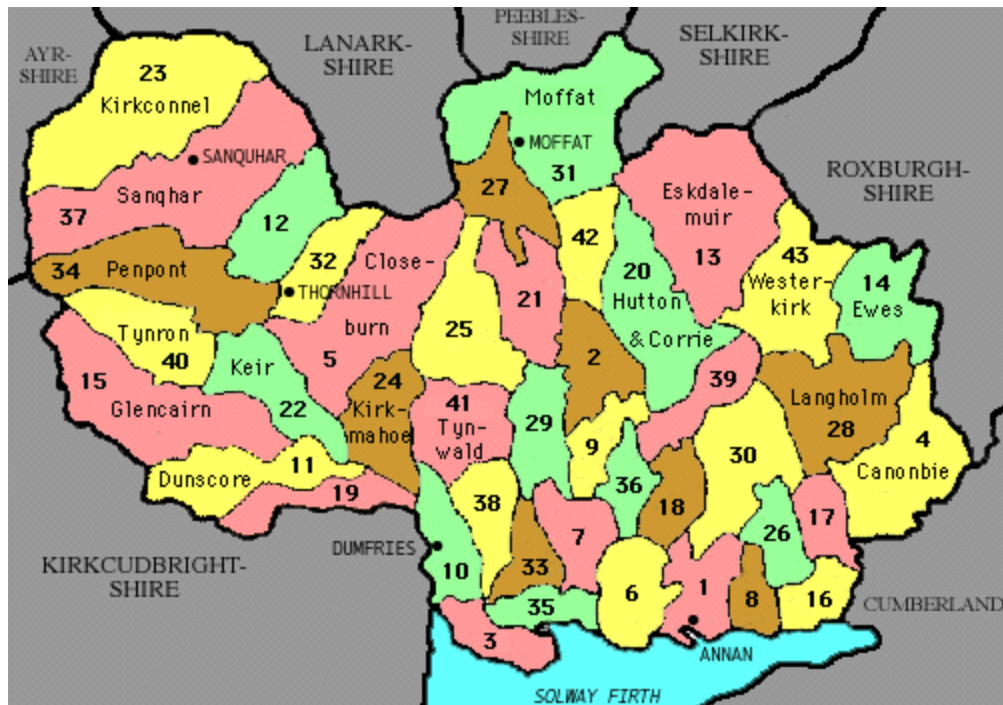 PEEBLES-
SHIRE
SELKIRK-
SHIRE
LANARK-
SHIRE
AYR-
SHIRE
23
Kirkconnel
Moffat
MOFFAT
31
SANQUHAR
27
ROXBURGH-
SHIRE
Sanqhar
37
12
Eskdale-
muir
13
42
43
Wester-
kirk
32
Close-
burn
5
20
Hutton
& Corrie
34
Penpont
THORNHILL
21
14
Ewes
25
Tynron
40
2
15
Glencairn
Keir
22
24
Kirk-
mahoe
39
41
Tyn-
wald
29
Langholm
28
4
Canonbie
9
30
Dunscore
11
19
36
38
18
17
26
7
DUMFRIES
10
33
KIRKCUDBRIGHT-
SHIRE
6
1
8
16
35
CUMBERLAND
3
ANNAN
SOLWAY FIRTH